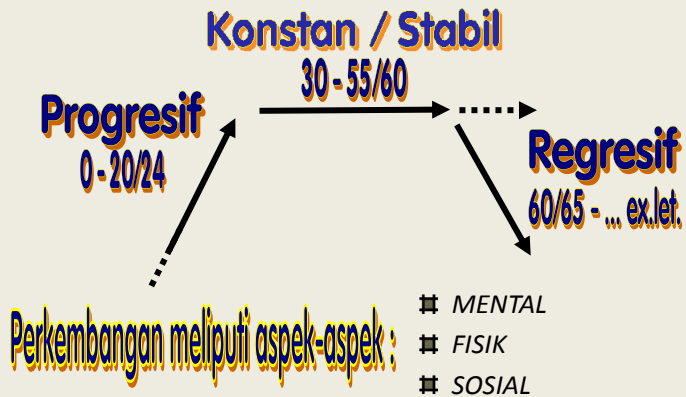 Konstan / Stabil
30 - 55/60
Progresif
0 - 20/24
Regresif
60/65 - ... ex.let.
Perkembangan meliputi aspek-aspek :
MENTAL
FISIK
SOSIAL